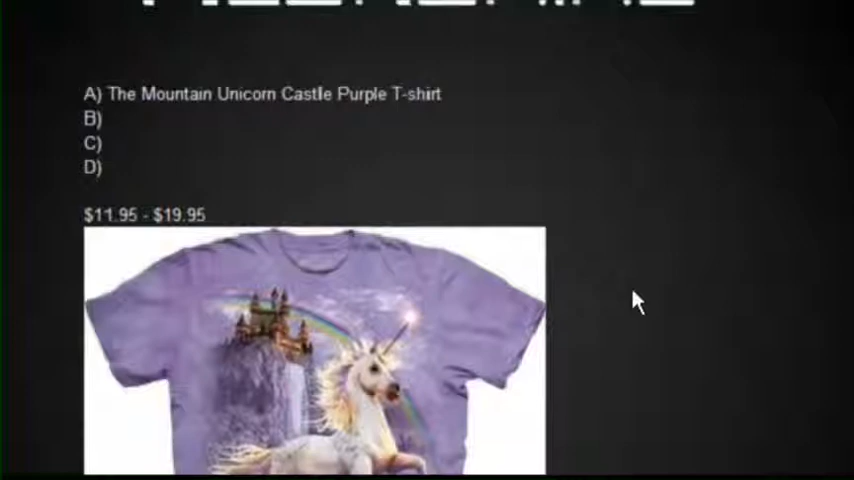 A) The Mountain Unicorn Castle Purple T-shirt
B)
C)
D)
$11.95 - $19.95